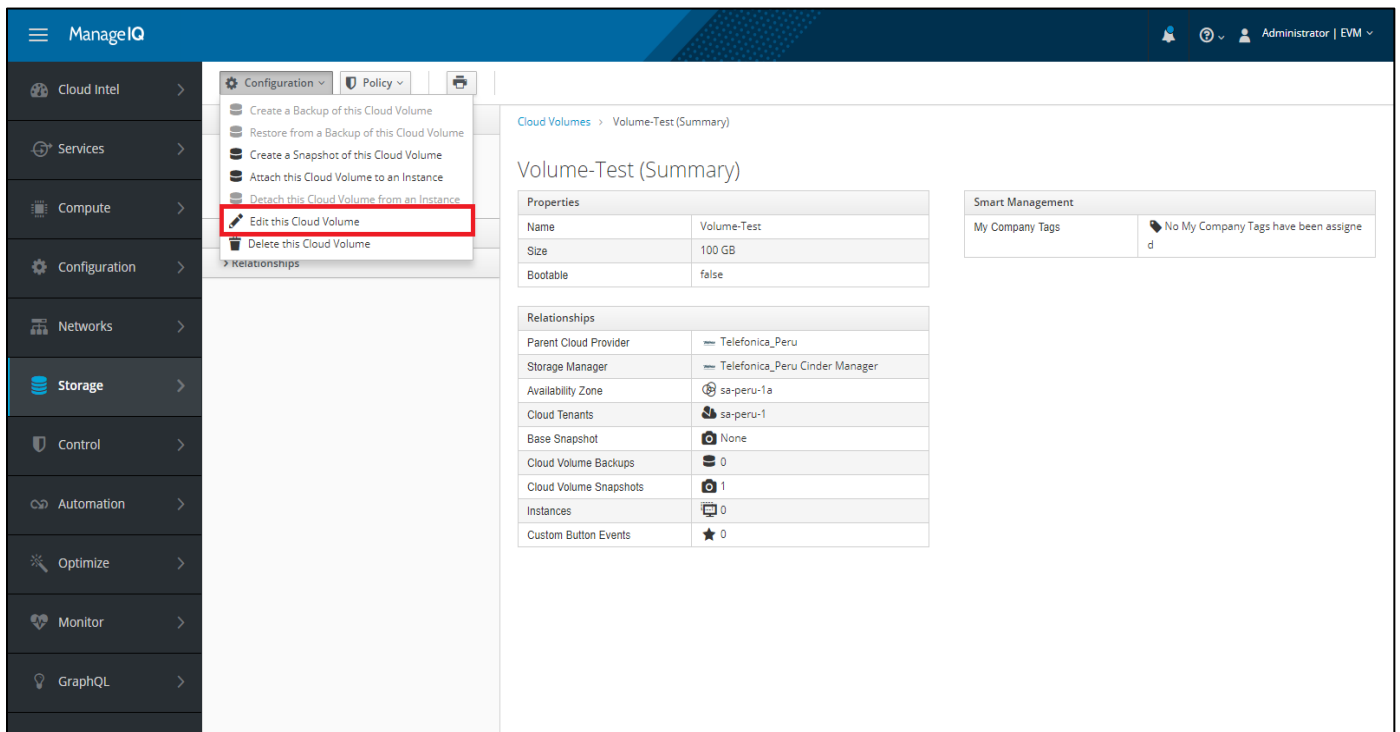 ManageIQ
Administrator | EVM
Cloud Intel
Services
Compute
Configuration
Networks
Storage
Control
Automation
Optimize
Monitor
GraphQL
Configuration
Policy
Create a Backup of this Cloud Volume
Restore from a Backup of this Cloud Volume
Create a Snapshot of this Cloud Volume
Attach this Cloud Volume to an Instance
Detach this Cloud Volume from an Instance
Edit this Cloud Volume
Delete this Cloud Volume
> Relationships
Cloud Volumes > Volume-Test (Summary)
Volume-Test (Summary)
Properties
Name Volume-Test
Size 100 GB
Bootable false
Relationships
Parent Cloud Provider Telefonica_Peru
Storage Manager Telefonica_Peru Cinder Manager
Availability Zone sa-peru-1a
Cloud Tenants sa-peru-1
Base Snapshot None
Cloud Volume Backups 0
Cloud Volume Snapshots 1
Instances 0
Custom Button Events 0
Smart Management
My Company Tags No My Company Tags have been assigne
d